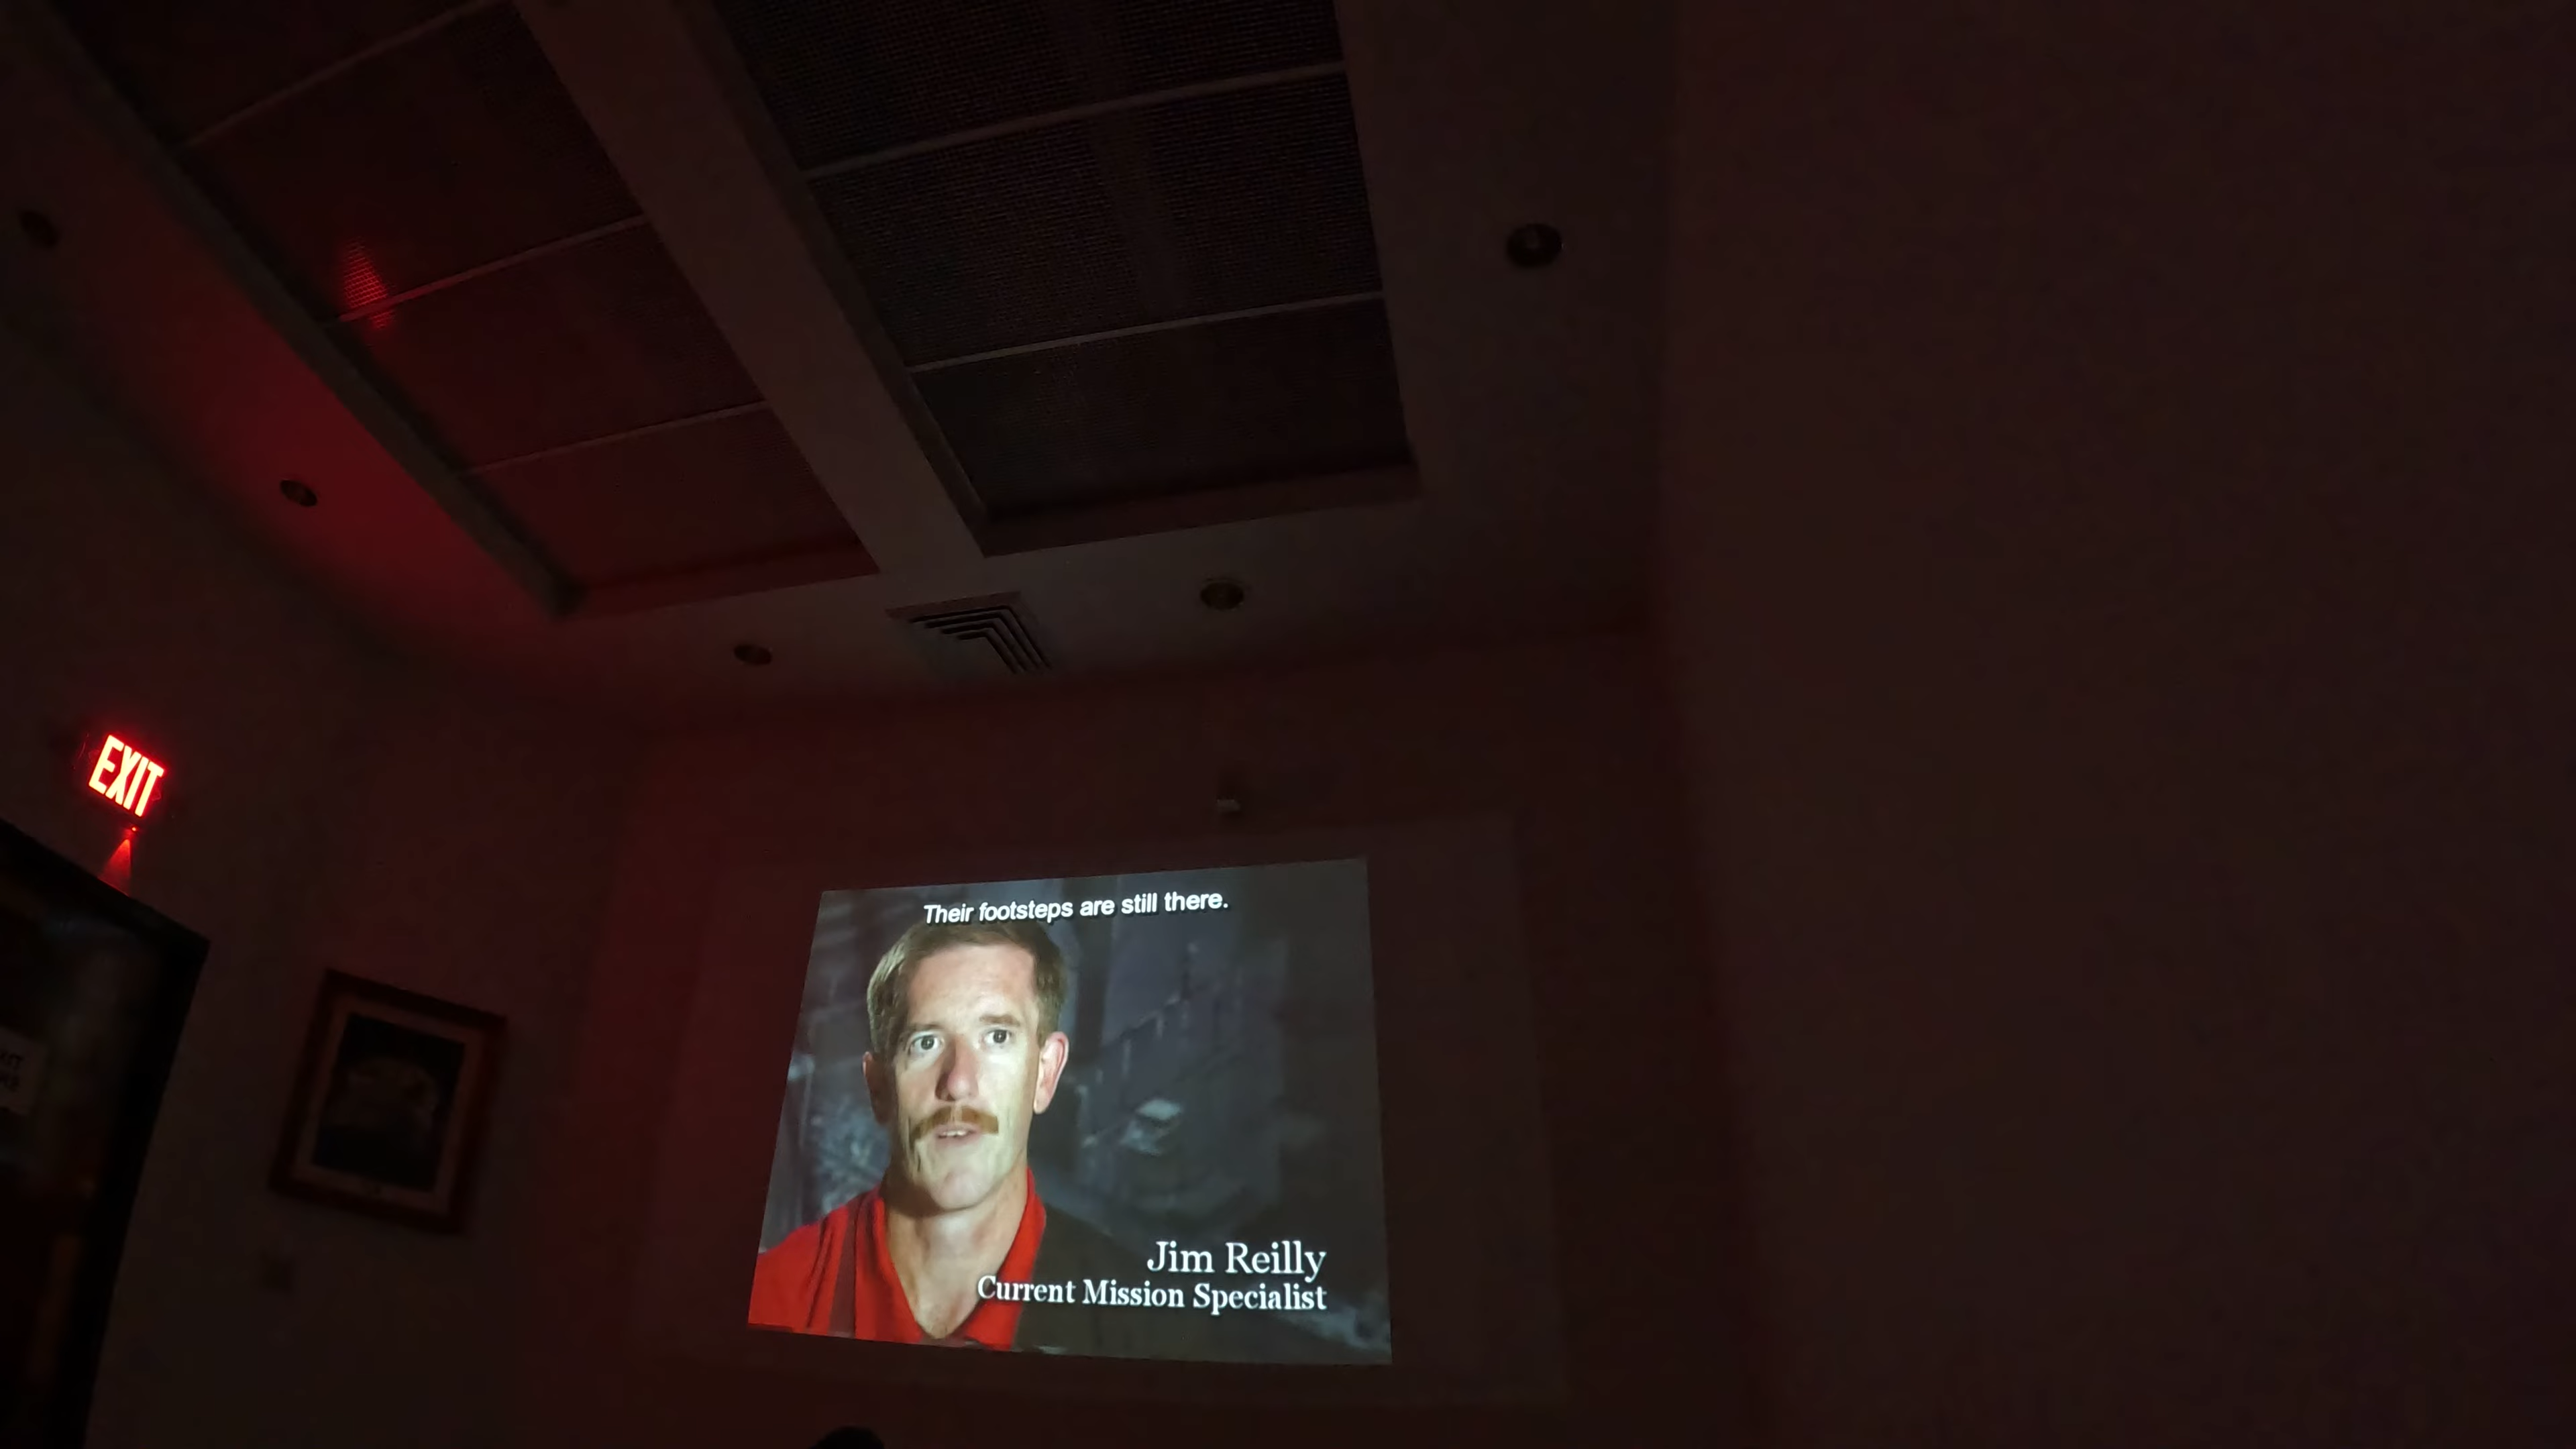 EXIT
Their footsteps are still there.
Jim Reilly
Current Mission Specialist